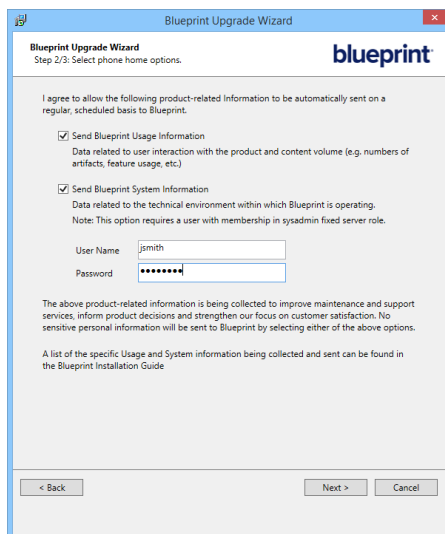 Blueprint Upgrade Wizard
Blueprint Upgrade Wizard
Step 2/3: Select phone home options.
blueprint
I agree to allow the following product-related Information to be automatically sent on a
regular, scheduled basis to Blueprint.
Send Blueprint Usage Information
Data related to user interaction with the product and content volume (e.g. numbers of
artifacts, feature usage, etc.)
Send Blueprint System Information
Data related to the technical environment within which Blueprint is operating.
Note: This option requires a user with membership in sysadmin fixed server role.
User Name jsmith
Password ●●●●●●●●
The above product-related information is being collected to improve maintenance and support
services, inform product decisions and strengthen our focus on customer satisfaction. No
sensitive personal information will be sent to Blueprint by selecting either of the above options.
A list of the specific Usage and System information being collected and sent can be found in
the Blueprint Installation Guide
< Back Next > Cancel